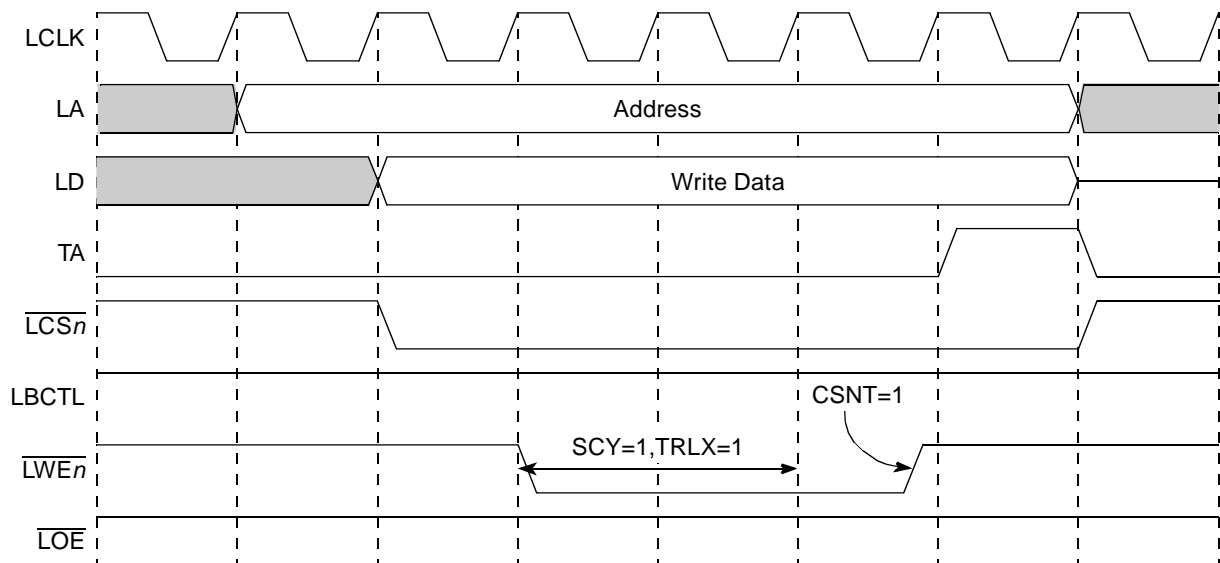 LCLK
LA
Address
LD
Write Data
TA
LCSn
LBCTL
CSNT=1
SCY=1,TRLX=1
LWEn
LOE